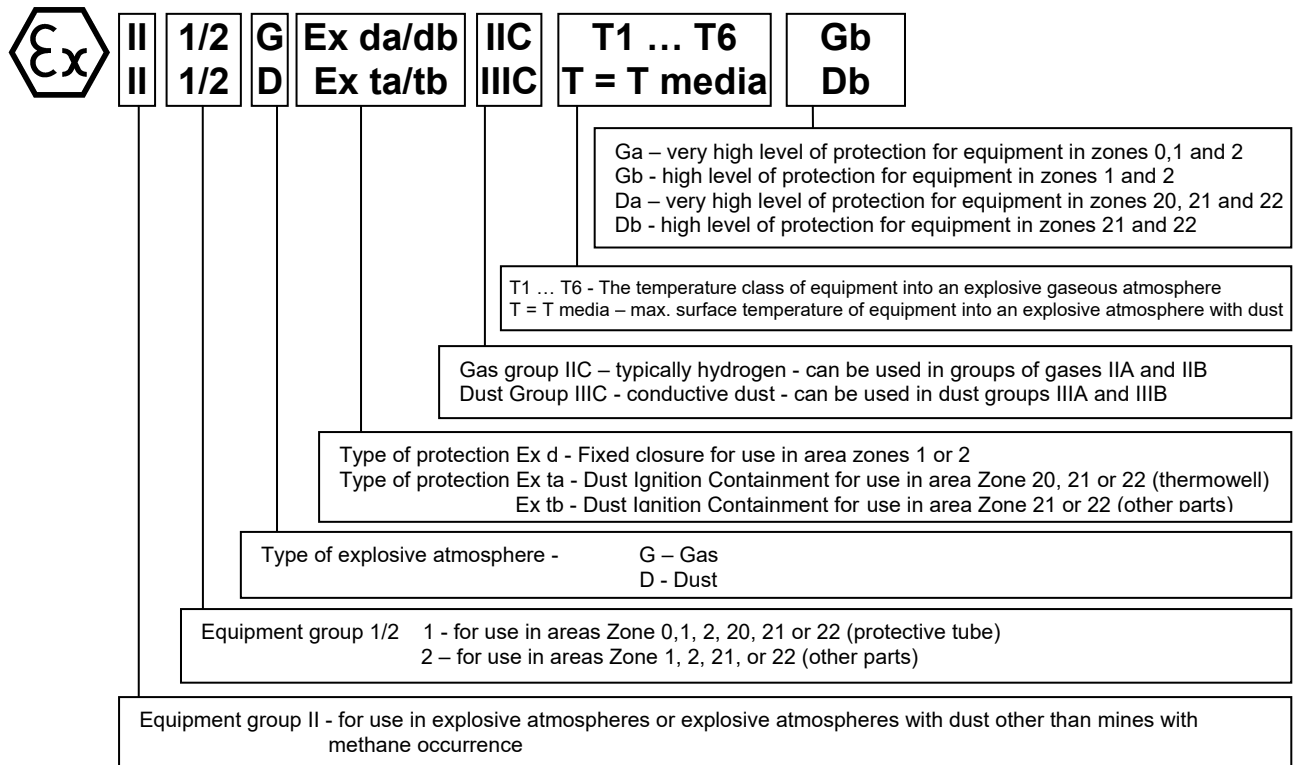 Ex II 1/2 G Ex da/db IIC T1 … T6 Gb
II 1/2 D Ex ta/tb IIIC T = T media Db
Ga – very high level of protection for equipment in zones 0,1 and 2
Gb - high level of protection for equipment in zones 1 and 2
Da – very high level of protection for equipment in zones 20, 21 and 22
Db - high level of protection for equipment in zones 21 and 22
T1 … T6 - The temperature class of equipment into an explosive gaseous atmosphere
T = T media – max. surface temperature of equipment into an explosive atmosphere with dust
Gas group IIC – typically hydrogen - can be used in groups of gases IIA and IIB
Dust Group IIIC - conductive dust - can be used in dust groups IIIA and IIIB
Type of protection Ex d - Fixed closure for use in area zones 1 or 2
Type of protection Ex ta - Dust Ignition Containment for use in area Zone 20, 21 or 22 (thermowell)
Ex tb - Dust Ignition Containment for use in area Zone 21 or 22 (other parts)
Type of explosive atmosphere - G – Gas
D - Dust
Equipment group 1/2 1 - for use in areas Zone 0,1, 2, 20, 21 or 22 (protective tube)
2 – for use in areas Zone 1, 2, 21, or 22 (other parts)
Equipment group II - for use in explosive atmospheres or explosive atmospheres with dust other than mines with
methane occurrence